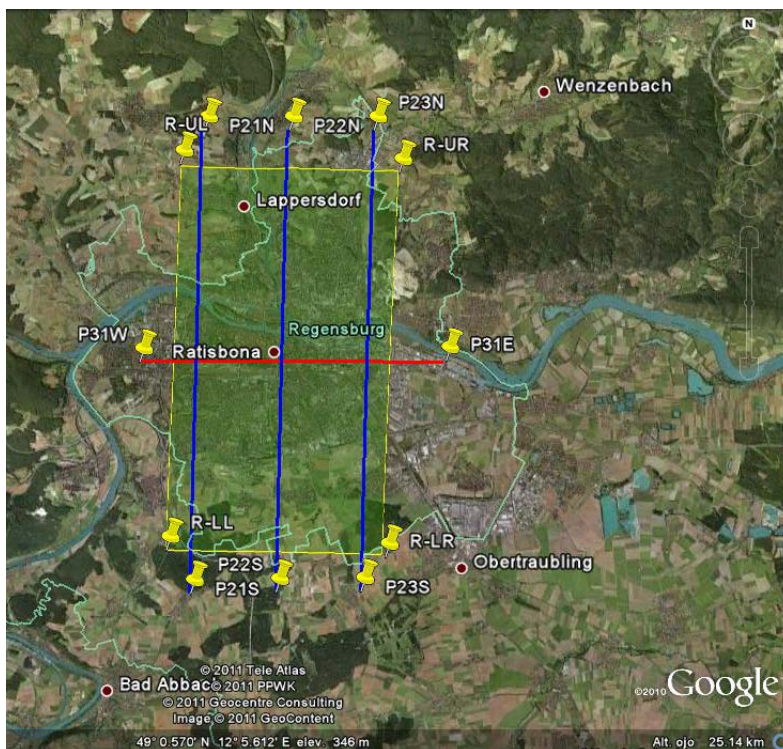 N
Wenzenbach
P23N
P22N
P21N
R-UL
R-UR
Lappersdorf
Regensburg
P31W
P31E
Ratisbona
R-LL
R-LR
P22S
Obertraubling
P21S
P23S
© 2011 Tele Atlas
Bad Abbach
© 2011 PPWK
© 2011 Geocentre Consulting
Image © 2011 GeoContent
©2010 Google
49° 0.570' N 12° 5.612' E elev. 346 m
Alt. ojo 25.14 km